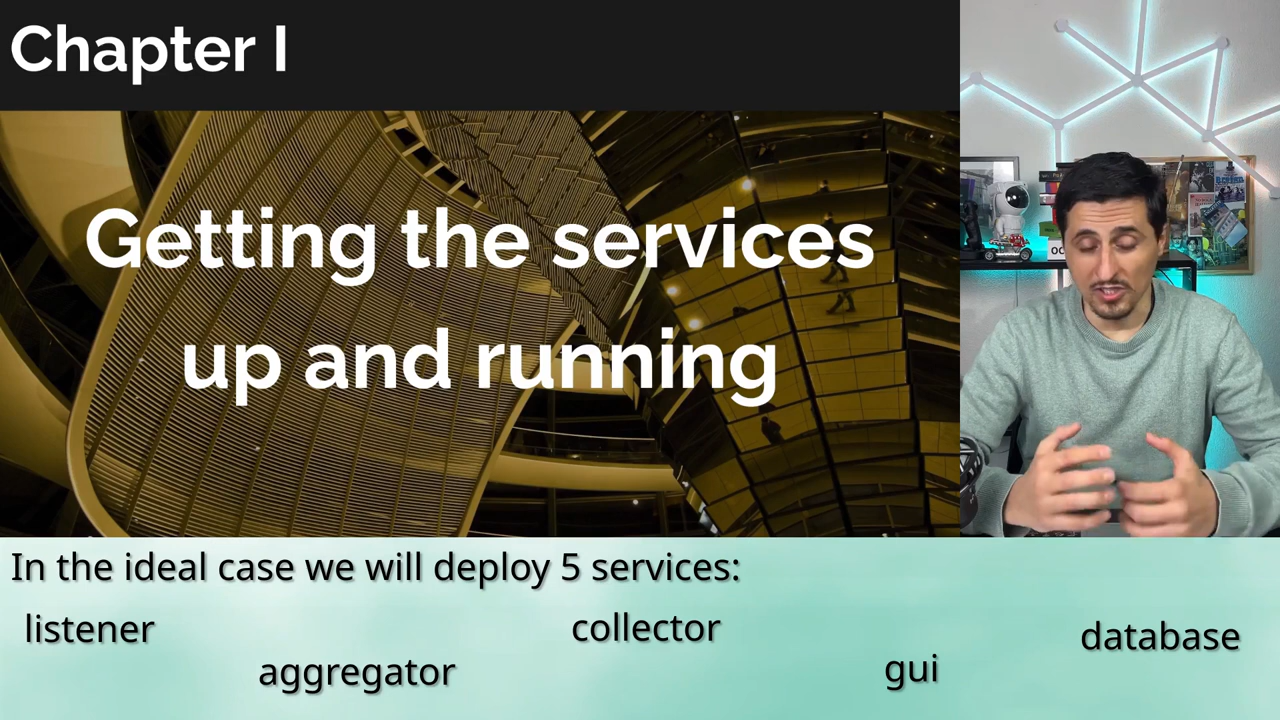 Chapter I
Getting the services
up and running
In the ideal case we will deploy 5 services:
listener
aggregator
collector
gui
database